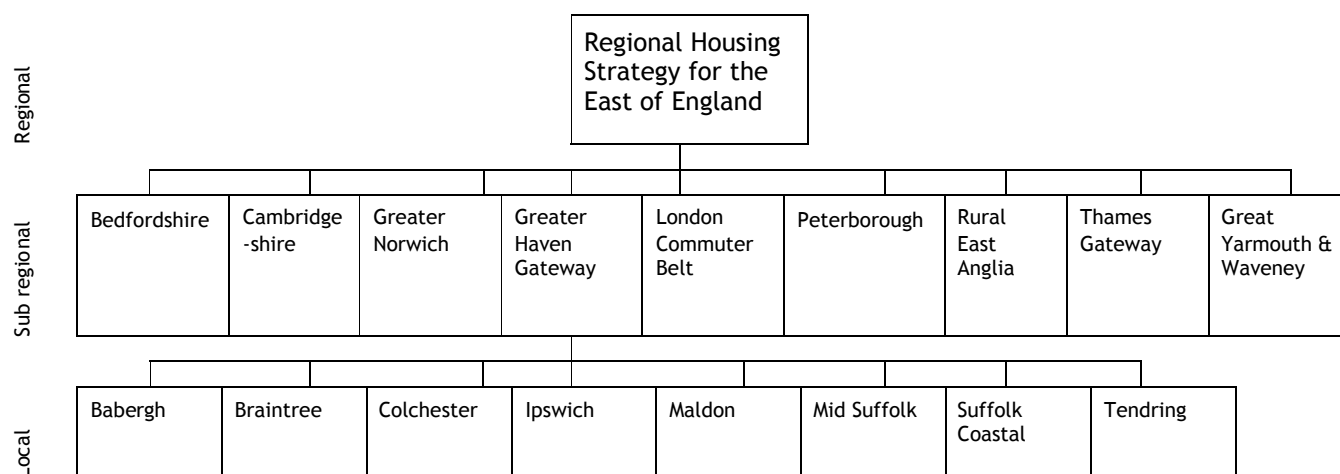 Regional
Regional Housing
Strategy for the
East of England
Sub regional
Bedfordshire
Cambridge
-shire
Greater
Norwich
Greater
Haven
Gateway
London
Commuter
Belt
Peterborough
Rural
East
Anglia
Thames
Gateway
Great
Yarmouth &
Waveney
Local
Babergh
Braintree
Colchester
Ipswich
Maldon
Mid Suffolk
Suffolk
Coastal
Tendring